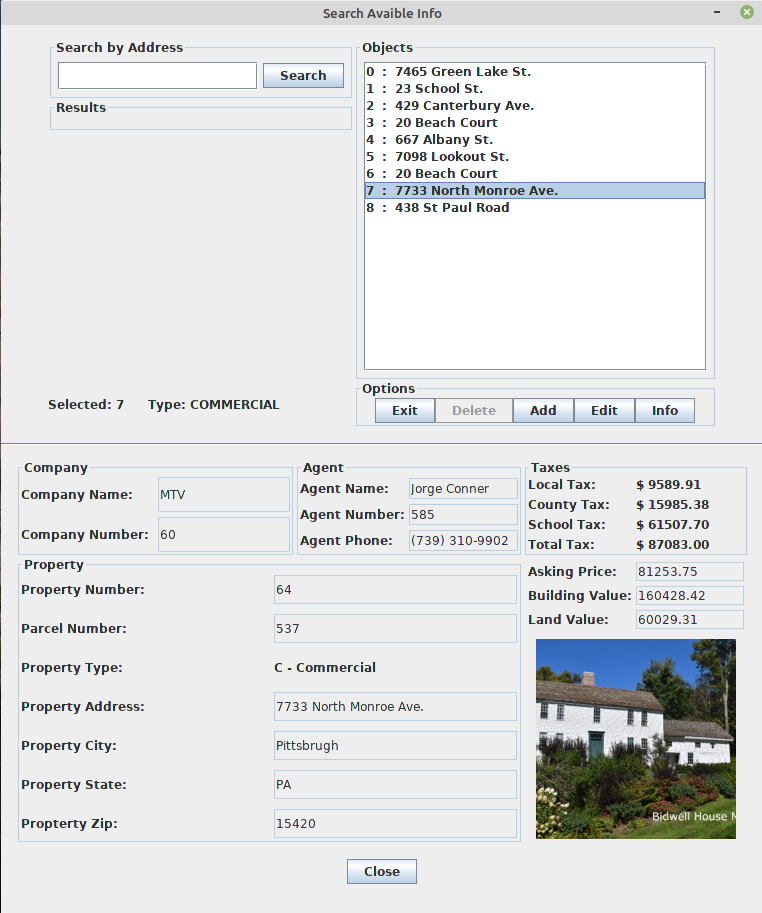 Search Avaible Info
Search by Address
Search
Results
Objects
0 : 7465 Green Lake St.
1 : 23 School St.
2 : 429 Canterbury Ave.
3 : 20 Beach Court
4 : 667 Albany St.
5 : 7098 Lookout St.
6 : 20 Beach Court
7 : 7733 North Monroe Ave.
8 : 438 St Paul Road
Selected: 7 Type: COMMERCIAL
Options
Exit Delete Add Edit Info
Company
Company Name: MTV
Company Number: 60
Agent
Agent Name: Jorge Conner
Agent Number: 585
Agent Phone: (739) 310-9902
Taxes
Local Tax: $ 9589.91
County Tax: $ 15985.38
School Tax: $ 61507.70
Total Tax: $ 87083.00
Property
Property Number: 64
Parcel Number: 537
Property Type: C - Commercial
Property Address: 7733 North Monroe Ave.
Property City: Pittsbrugh
Property State: PA
Propterty Zip: 15420
Asking Price: 81253.75
Building Value: 160428.42
Land Value: 60029.31
Bidwell House
Close